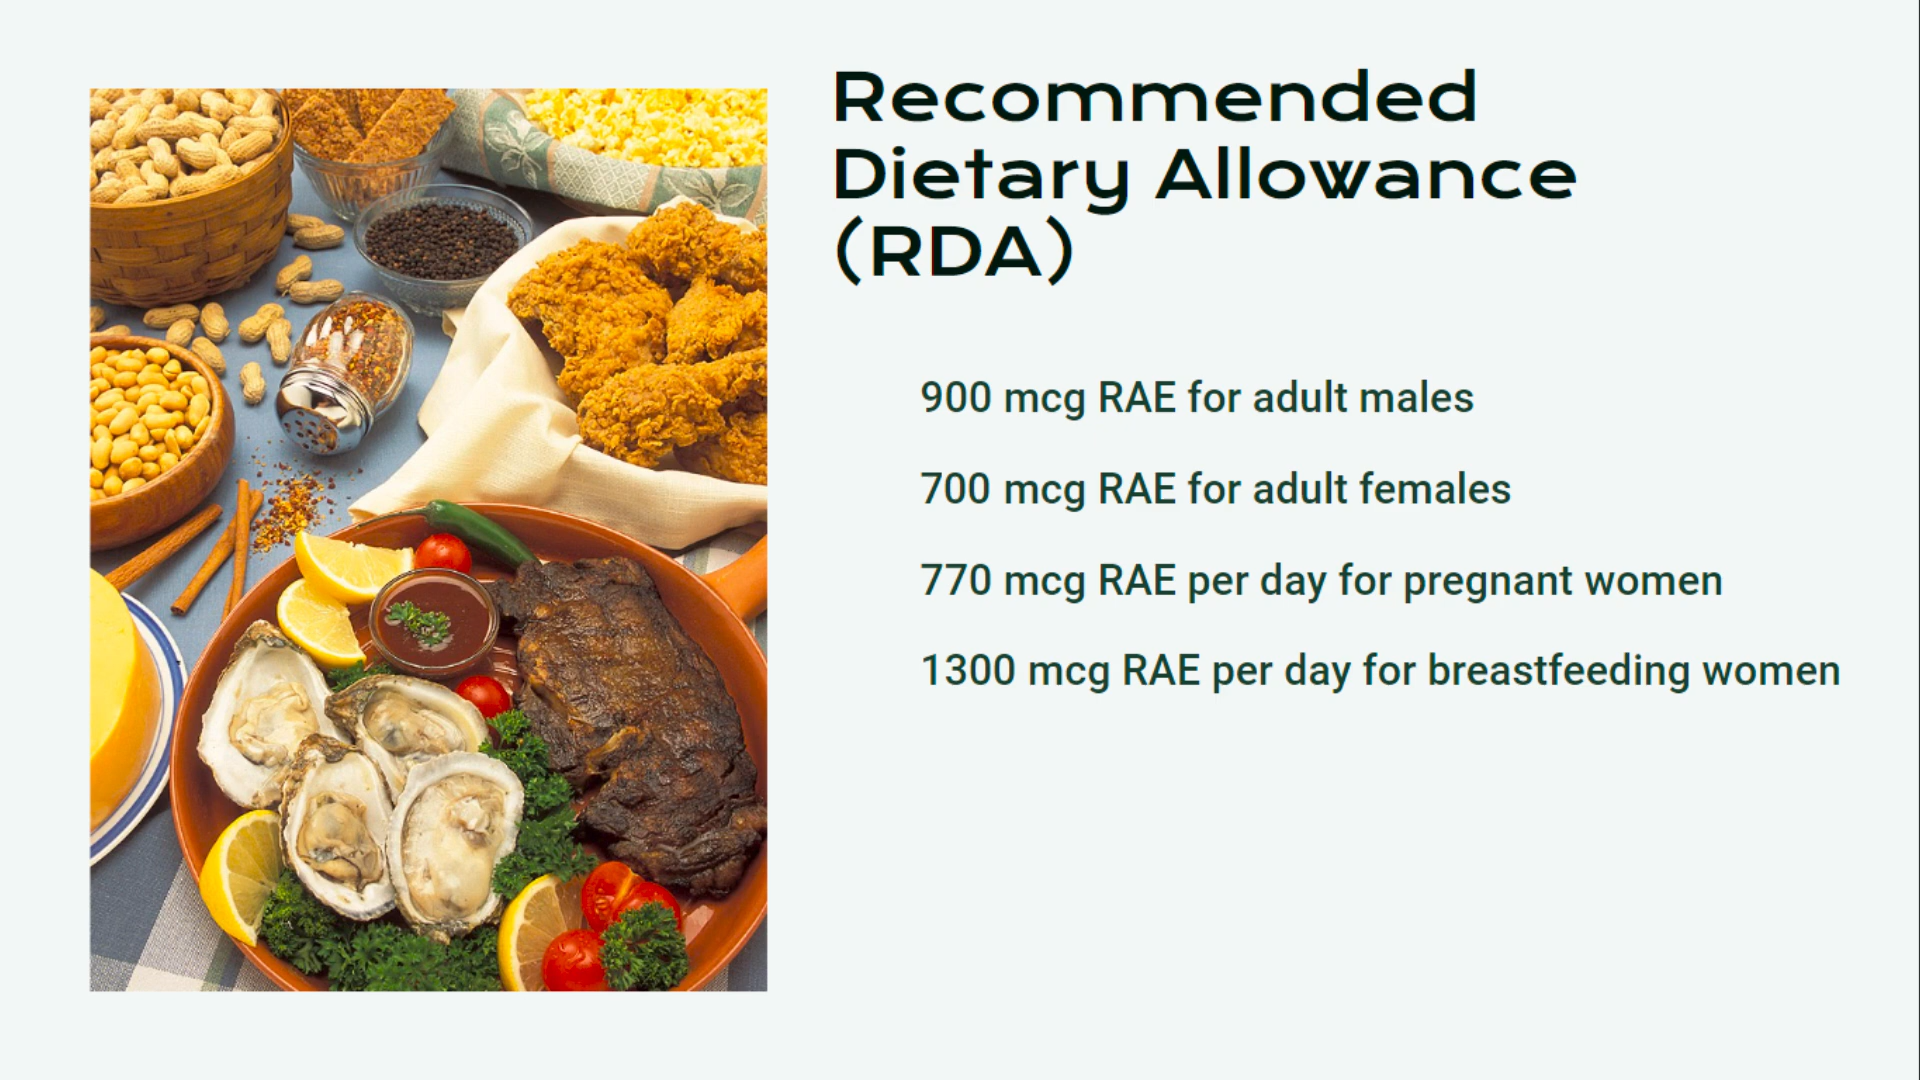 Recommended
Dietary Allowance
(RDA)
900 mcg RAE for adult males
700 mcg RAE for adult females
770 mcg RAE per day for pregnant women
1300 mcg RAE per day for breastfeeding women